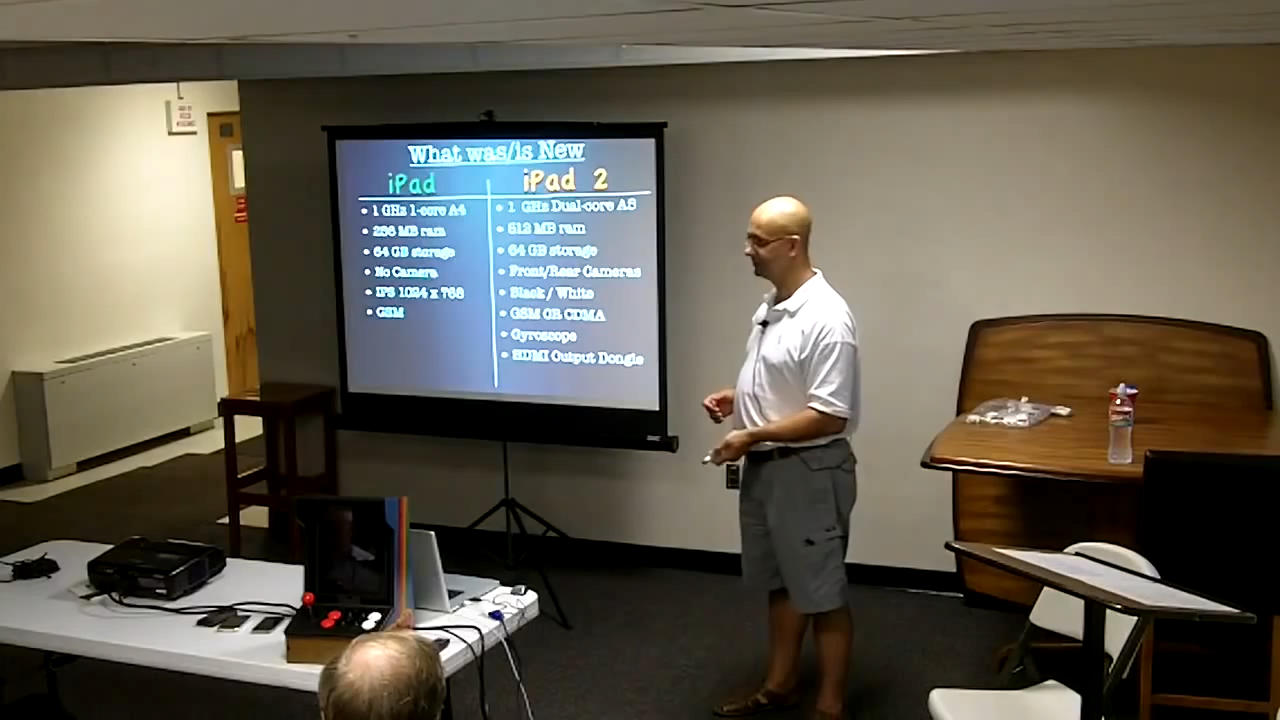 What was/is New
iPad
iPad 2
• 1 GHz 1-core A4
• 256 MB ram
• 64 GB storage
• No Camera
• IPS 1024 x 768
• GSM
• 1 GHz Dual-core A5
• 512 MB ram
• 64 GB storage
• Front/Rear Cameras
• Black / White
• GSM OR CDMA
• Gyroscope
• HDMI Output Dongle